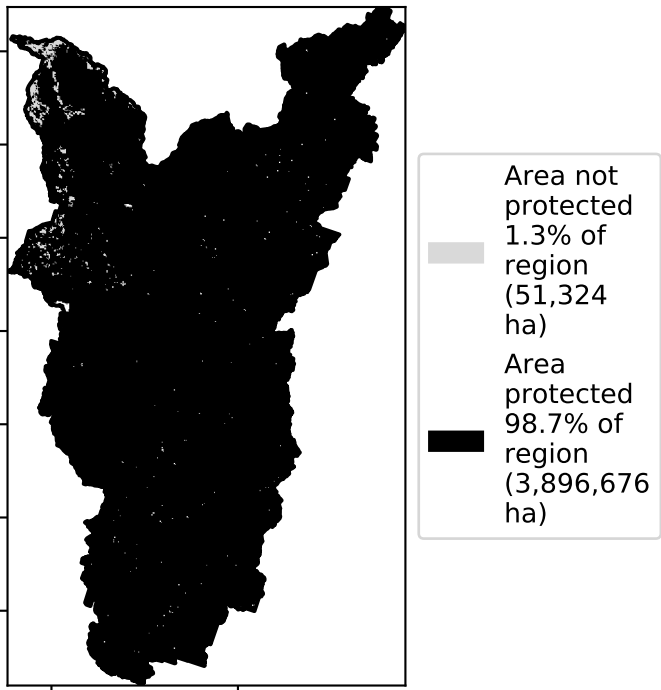 Area not
protected
1.3% of
region
(51,324
ha)
Area
protected
98.7% of
region
(3,896,676
ha)